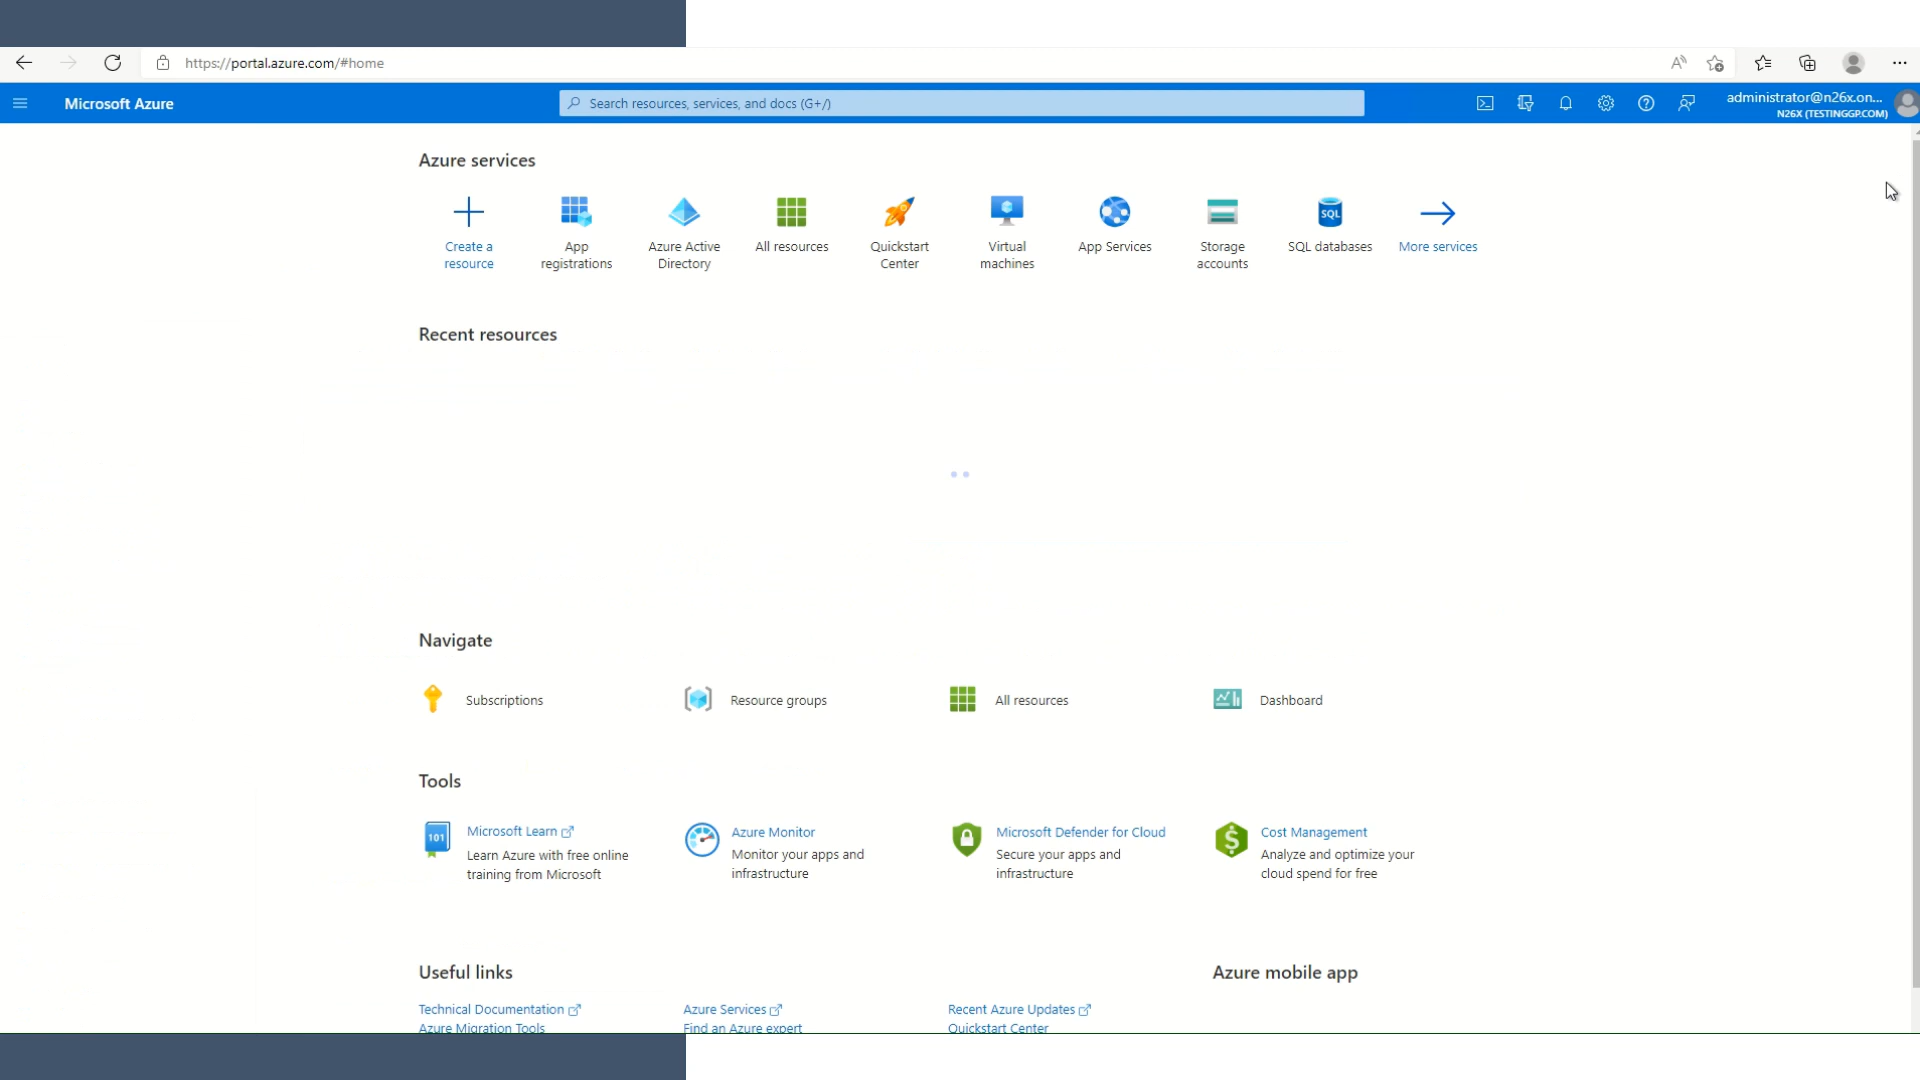 https://portal.azure.com/#home
Microsoft Azure
Search resources, services, and docs (G+/)
administrator@n26x.on...
N26X (TESTINGGP.COM)
Azure services
Create a
resource
App
registrations
Azure Active
Directory
All resources
Quickstart
Center
Virtual
machines
App Services
Storage
accounts
SQL
SQL databases
More services
Recent resources
Navigate
Subscriptions
Resource groups
All resources
Dashboard
Tools
101
Microsoft Learn
Learn Azure with free online
training from Microsoft
Azure Monitor
Monitor your apps and
infrastructure
Microsoft Defender for Cloud
Secure your apps and
infrastructure
Cost Management
Analyze and optimize your
cloud spend for free
Useful links
Azure mobile app
Technical Documentation
Azure Services
Recent Azure Updates
Azure Migration Tools
Find an Azure expert
Quickstart Center